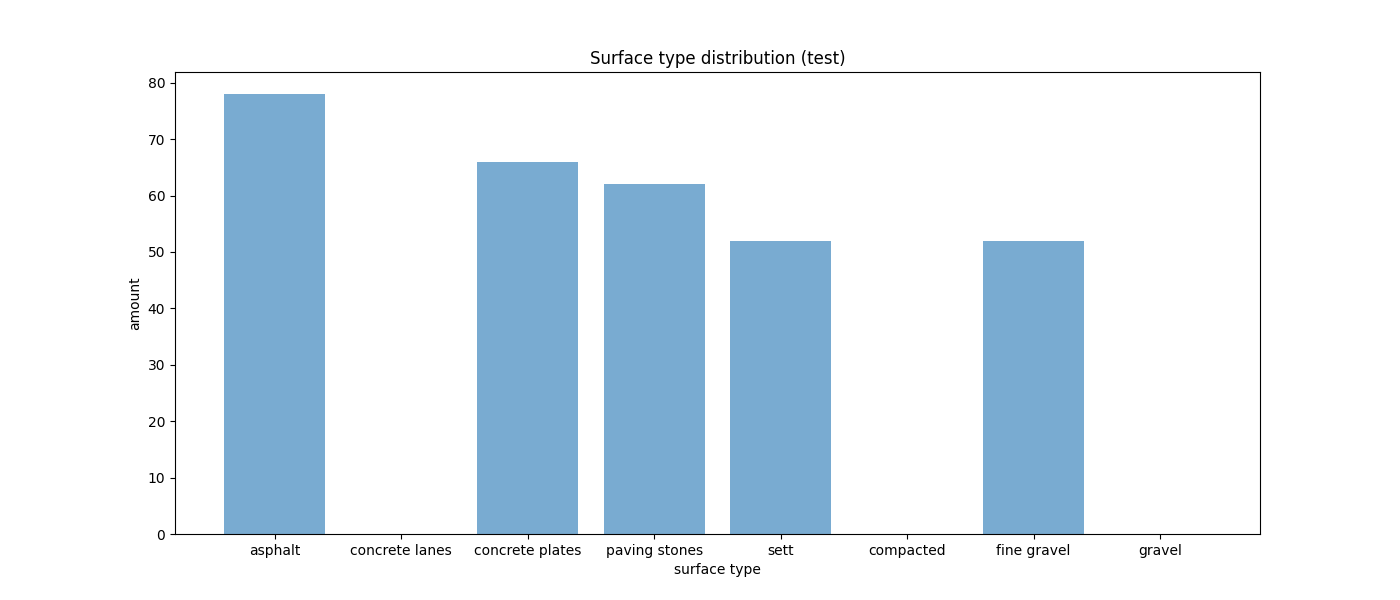 Surface type distribution (test)
80
70
60
50
40
30
20
10
0
amount
asphalt concrete lanes concrete plates paving stones sett compacted fine gravel gravel
surface type